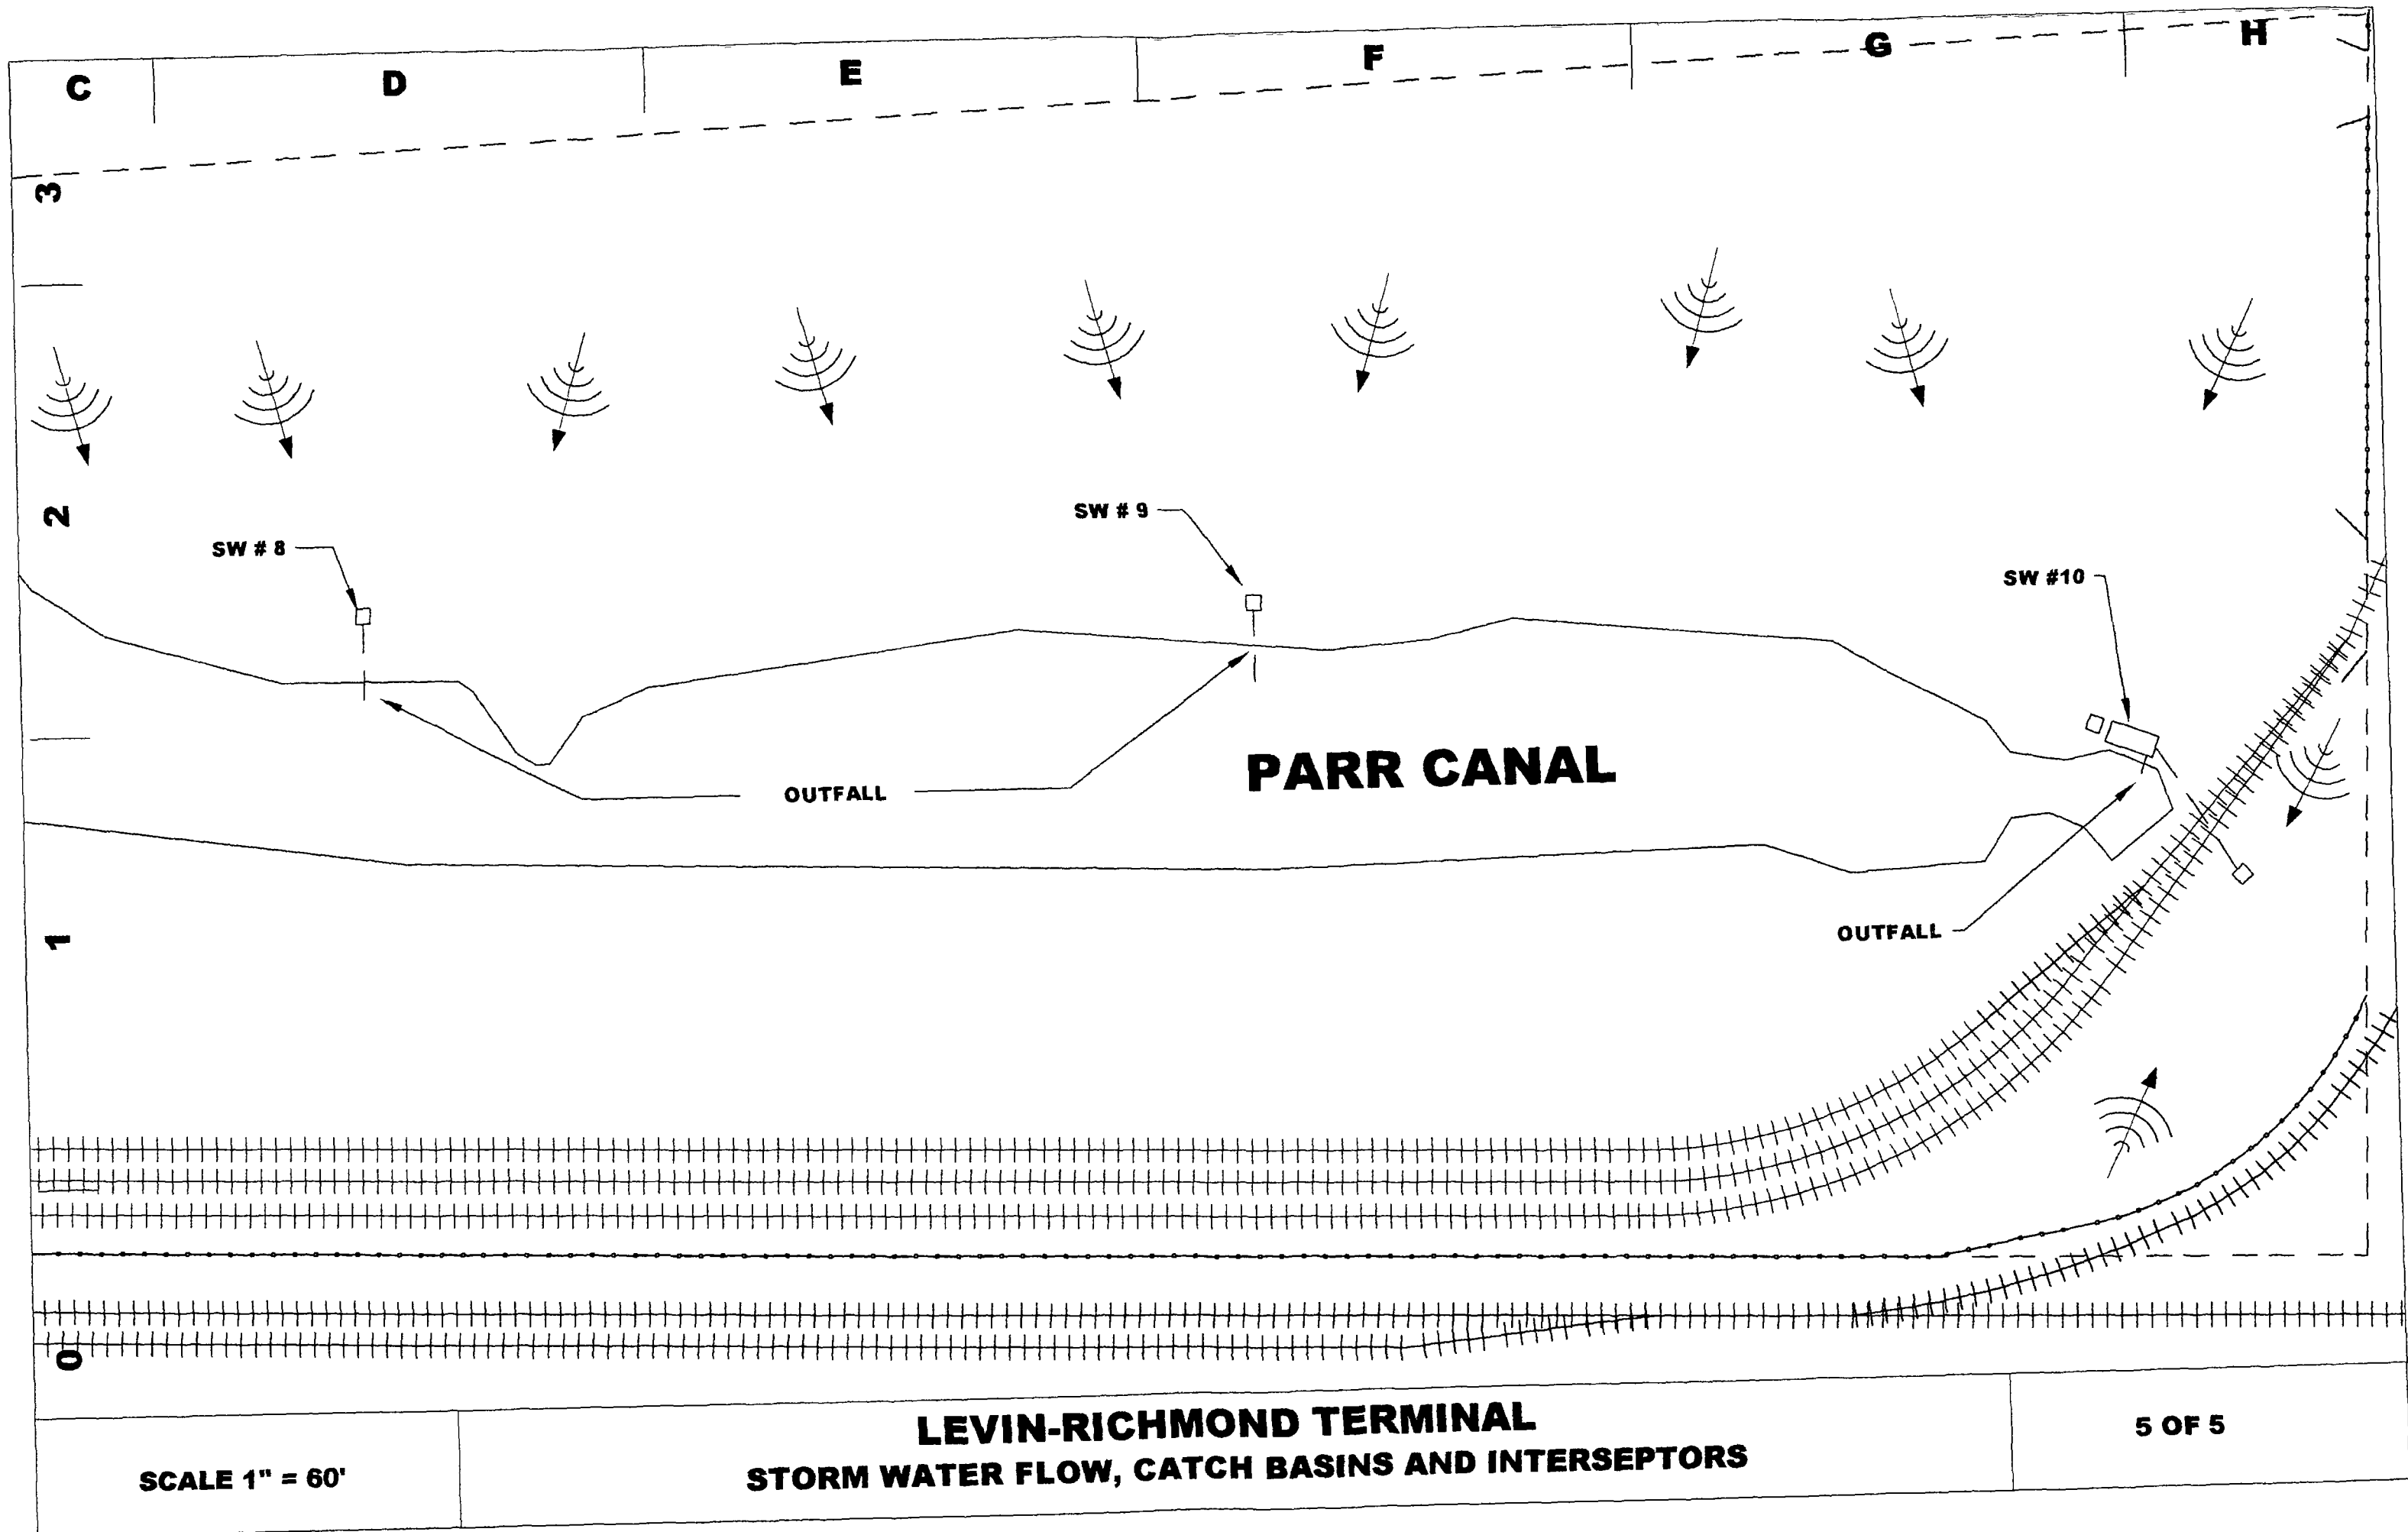 C
D
E
F
G
H
3
2
1
0
SW # 8
SW # 9
SW #10
OUTFALL
PARR CANAL
OUTFALL
SCALE 1" = 60'
LEVIN-RICHMOND TERMINAL
STORM WATER FLOW, CATCH BASINS AND INTERSEPTORS
5 OF 5